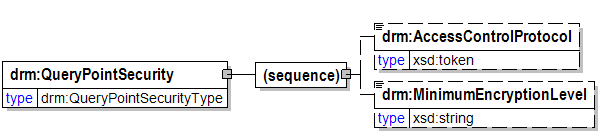 drm:QueryPointSecurity
type drm:QueryPointSecurityType
(sequence)
drm:AccessControlProtocol
type xsd:token
drm:MinimumEncryptionLevel
type xsd:string